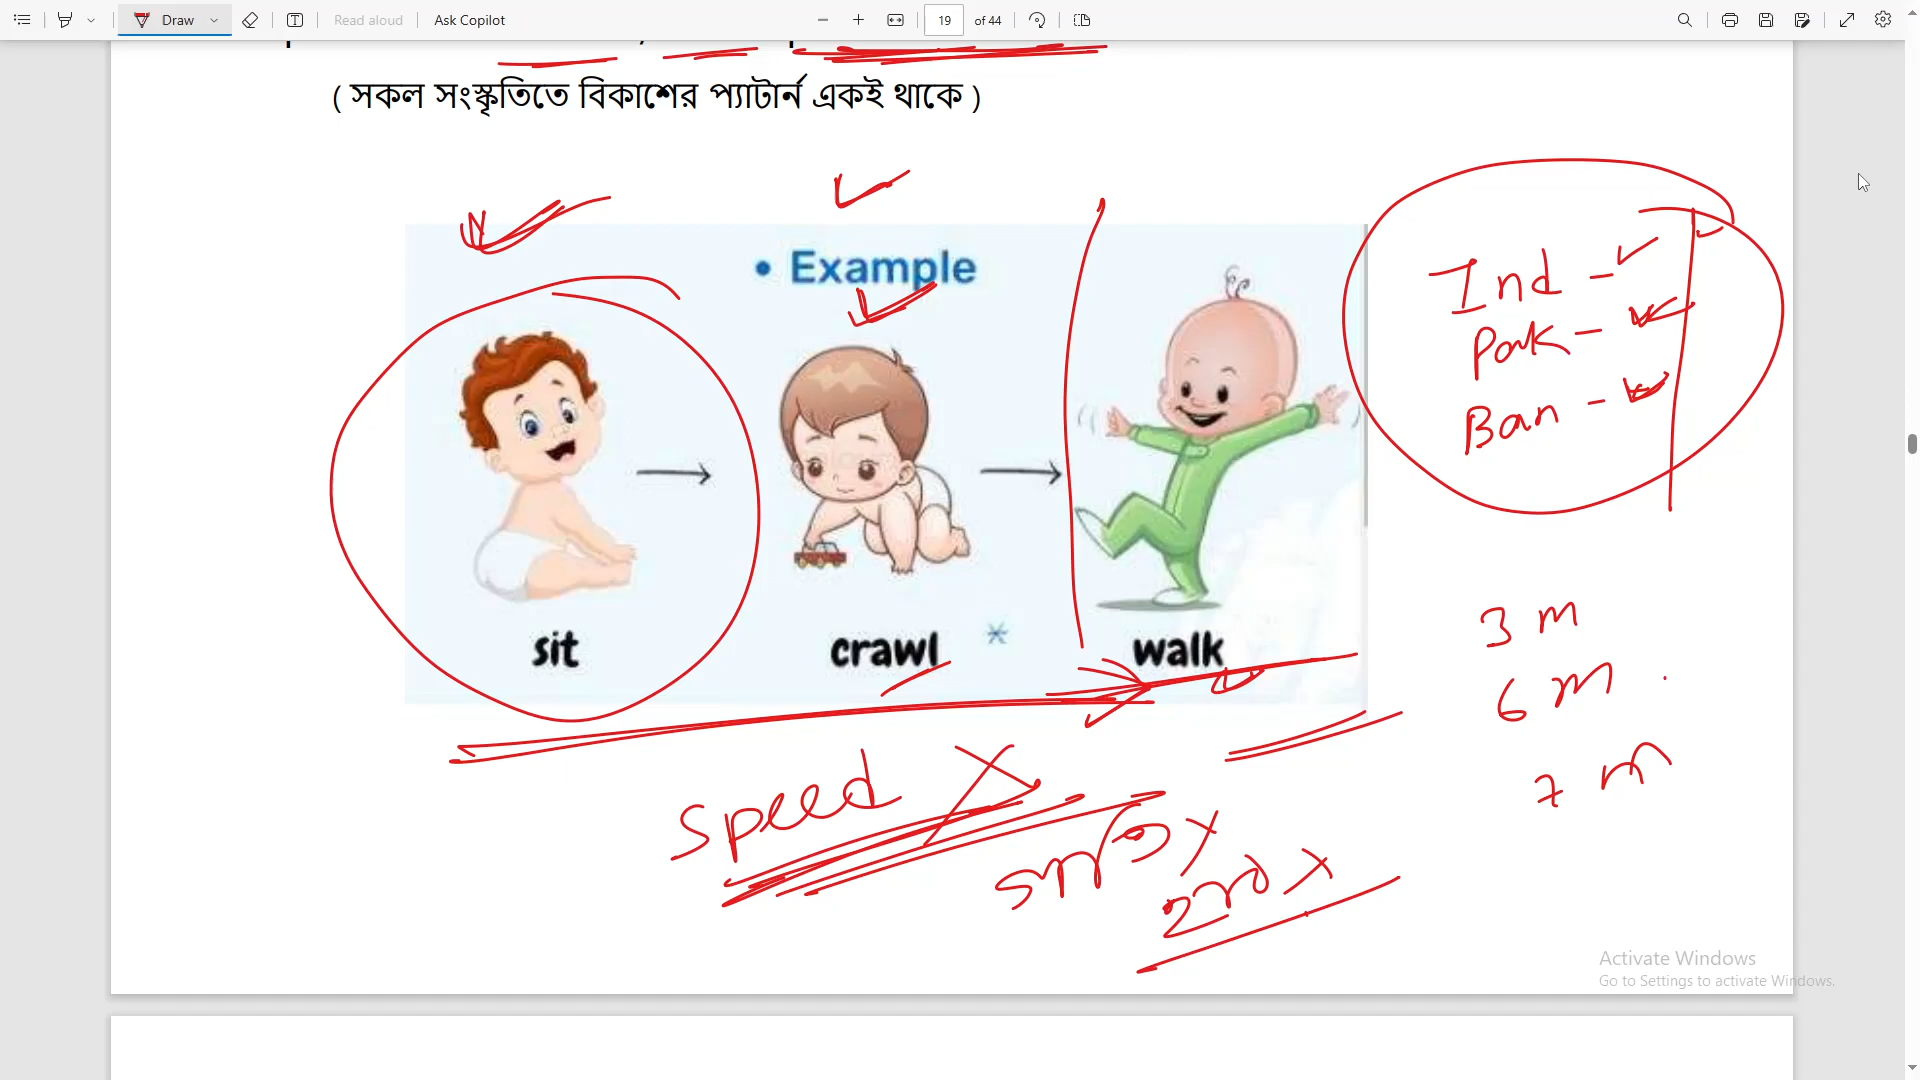 Draw
Read aloud
Ask Copilot
19 of 44
( সকল সংস্কৃতিতে বিকাশের প্যাটার্ন একই থাকে )
• Example
sit
crawl
walk
Ind -
Pak -
Ban -
3 m
6 m
7 m
Speed
Activate Windows
Go to Settings to activate Windows.